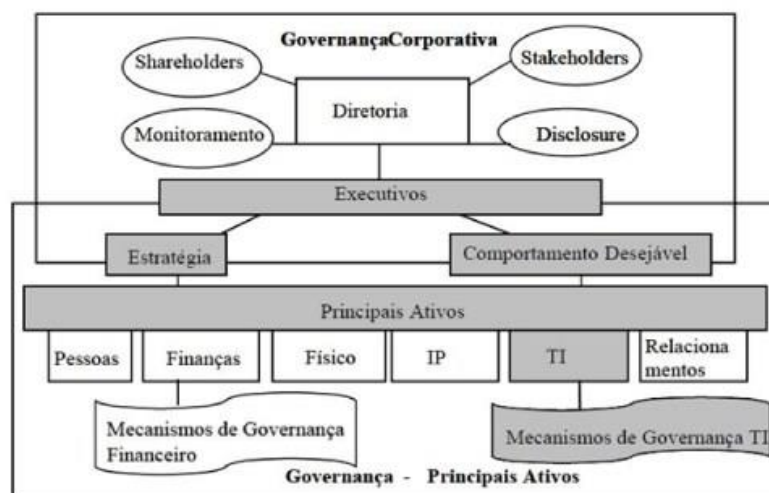 GovernançaCorporativa
Shareholders
Stakeholders
Diretoria
Monitoramento
Disclosure
Executivos
Estratégia
Comportamento Desejável
Principais Ativos
Pessoas
Finanças
Físico
IP
TI
Relaciona
mentos
Mecanismos de Governança
Financeiro
Mecanismos de Governança TI
Governança - Principais Ativos